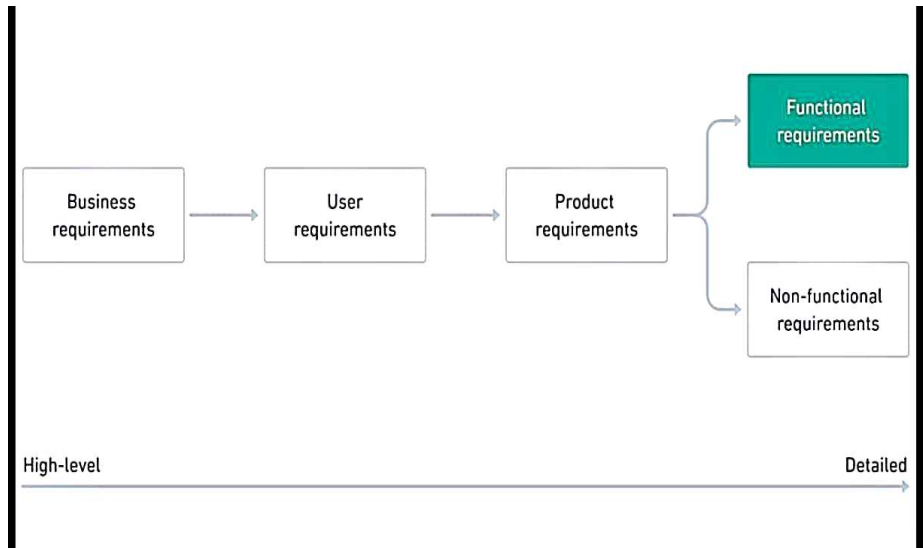 Functional
requirements
Business
requirements
User
requirements
Product
requirements
Non-functional
requirements
High-level
Detailed